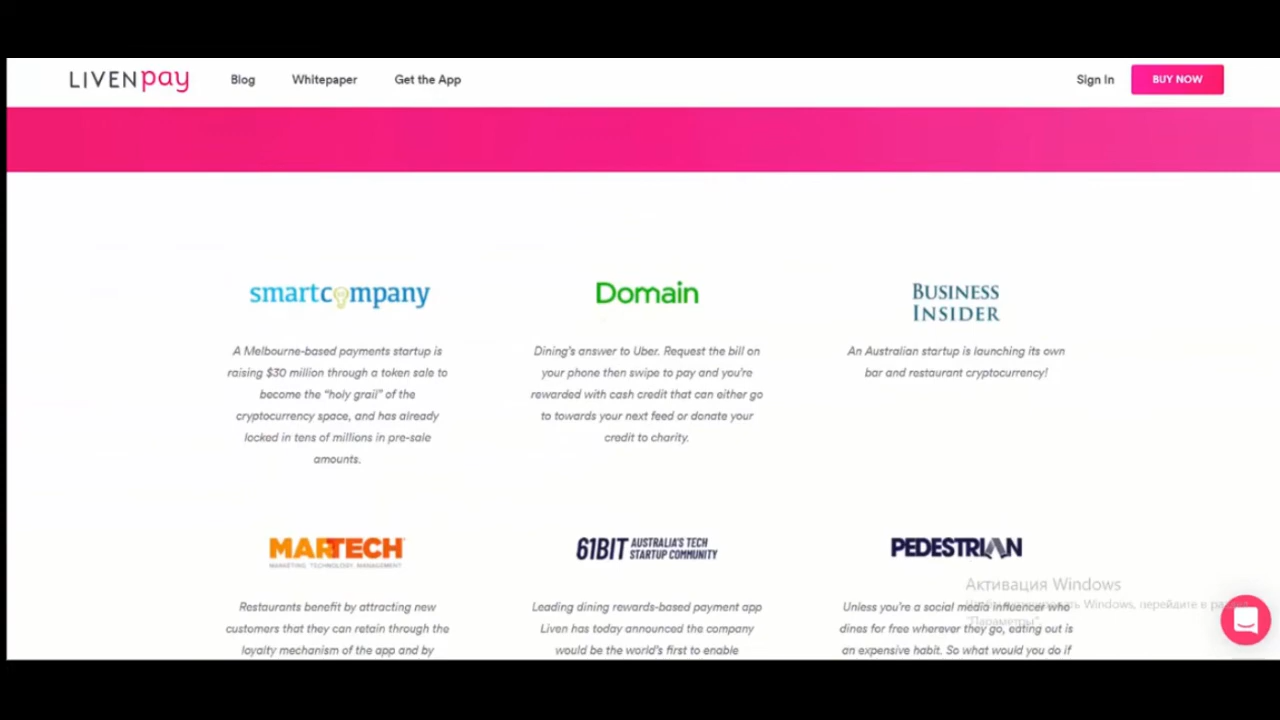 LIVENpay
Blog
Whitepaper
Get the App
Sign In
BUY NOW
smartcompany
A Melbourne-based payments startup is
raising $30 million through a token sale to
become the “holy grail” of the
cryptocurrency space, and has already
locked in tens of millions in pre-sale
amounts.
Domain
Dining’s answer to Uber. Request the bill on
your phone then swipe to pay and you’re
rewarded with cash credit that can either go
to towards your next feed or donate your
credit to charity.
BUSINESS
INSIDER
An Australian startup is launching its own
bar and restaurant cryptocurrency!
MARTECH
MARKETING. TECHNOLOGY. MANAGEMENT
Restaurants benefit by attracting new
customers that they can retain through the
loyalty mechanism of the app and by
61BIT AUSTRALIA'S TECH
STARTUP COMMUNITY
Leading dining rewards-based payment app
Liven has today announced the company
would be the world’s first to enable
PEDESTRIAN
Unless you’re a social media influencer who
dines for free wherever they go, eating out is
an expensive habit. So what would you do if
Активация Windows
Windows, перейдите в
"Параметры".